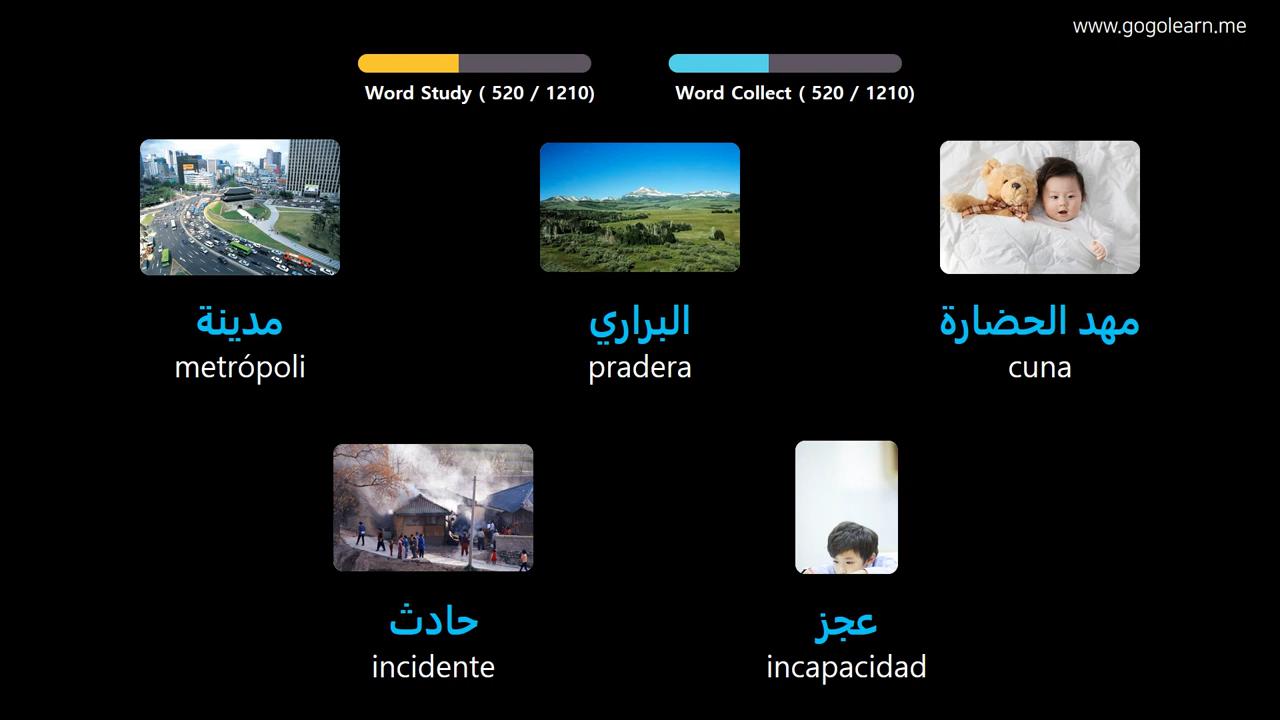 www.gogolearn.me
Word Study ( 520 / 1210)
Word Collect ( 520 / 1210)
مدينة
metrópoli
البراري
pradera
مهد الحضارة
cuna
حادث
incidente
عجز
incapacidad